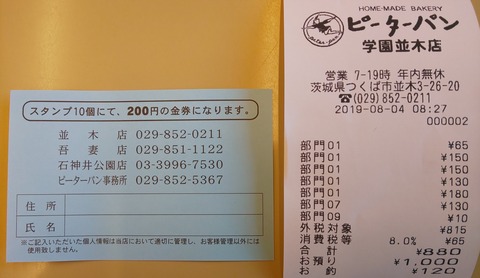 スタンプ10個にて、200円の金券になります。
並木店 029-852-0211
吾妻店 029-851-1122
石神井公園店 03-3996-7530
ピーターパン事務所 029-852-5367
住所
氏名
※ご記入いただいた個人情報は当店において適切に管理し、お客様管理以外には
使用致しません。
HOME-MADE BAKERY
ピーターパン
学園並木店
営業 7-19時 年内無休
茨城県つくば市並木3-26-20
☎(029)852-0211
2019-08-04 08:27
000002
部門01 ¥65
部門01 ¥150
部門01 ¥150
部門01 ¥130
部門01 ¥180
部門07 ¥130
部門09 ¥10
外税対象 ¥815
消費税等 8.0% ¥65
合計 ¥880
お預り ¥1,000
お釣 ¥120